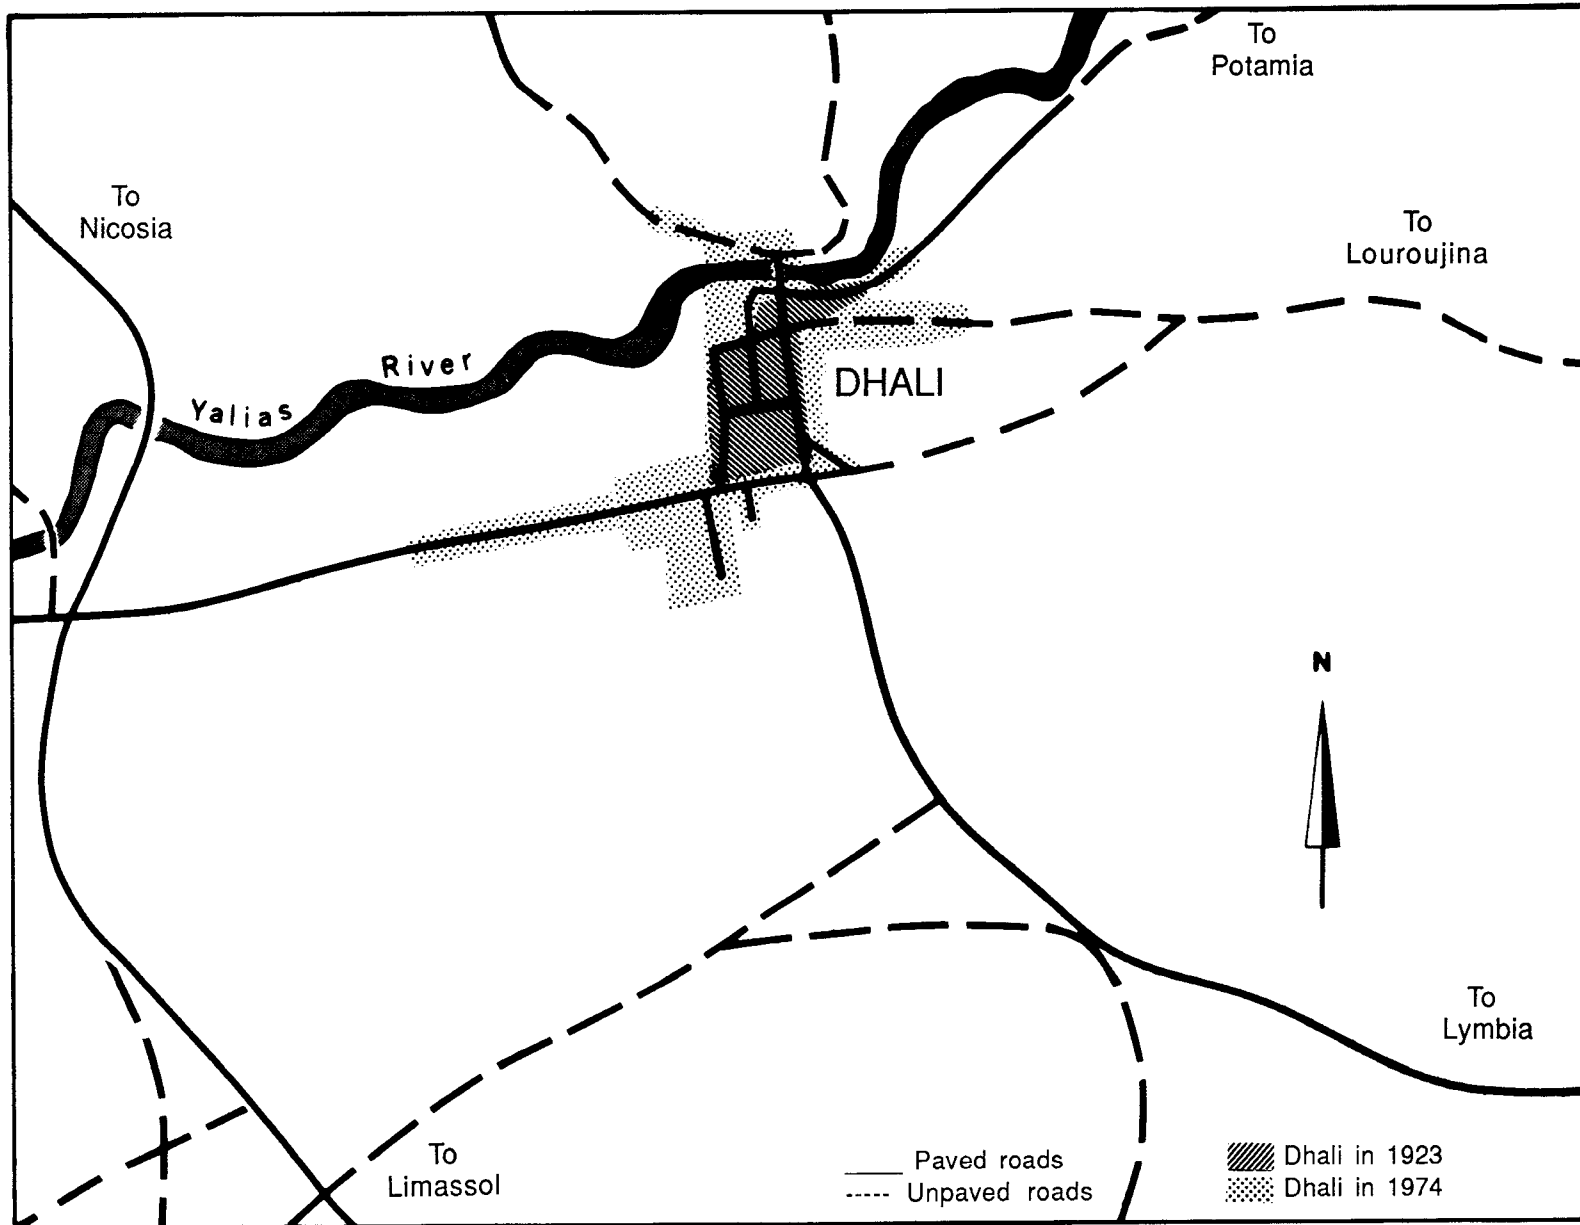 To
Potamia
To
Nicosia
To
Louroujina
River
Yalias
DHALI
N
To
Lymbia
To
Limassol
Paved roads
Unpaved roads
Dhali in 1923
Dhali in 1974